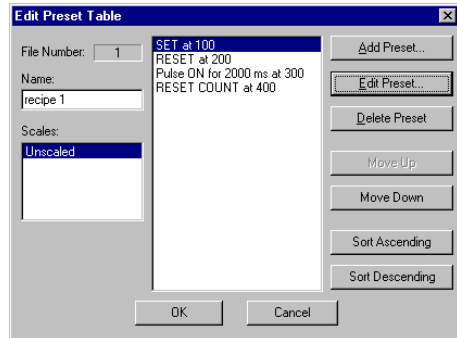 Edit Preset Table
File Number: 1
Name:
recipe 1
Scales:
Unscaled
SET at 100
RESET at 200
Pulse ON for 2000 ms at 300
RESET COUNT at 400
Add Preset...
Edit Preset...
Delete Preset
Move Up
Move Down
Sort Ascending
Sort Descending
OK
Cancel